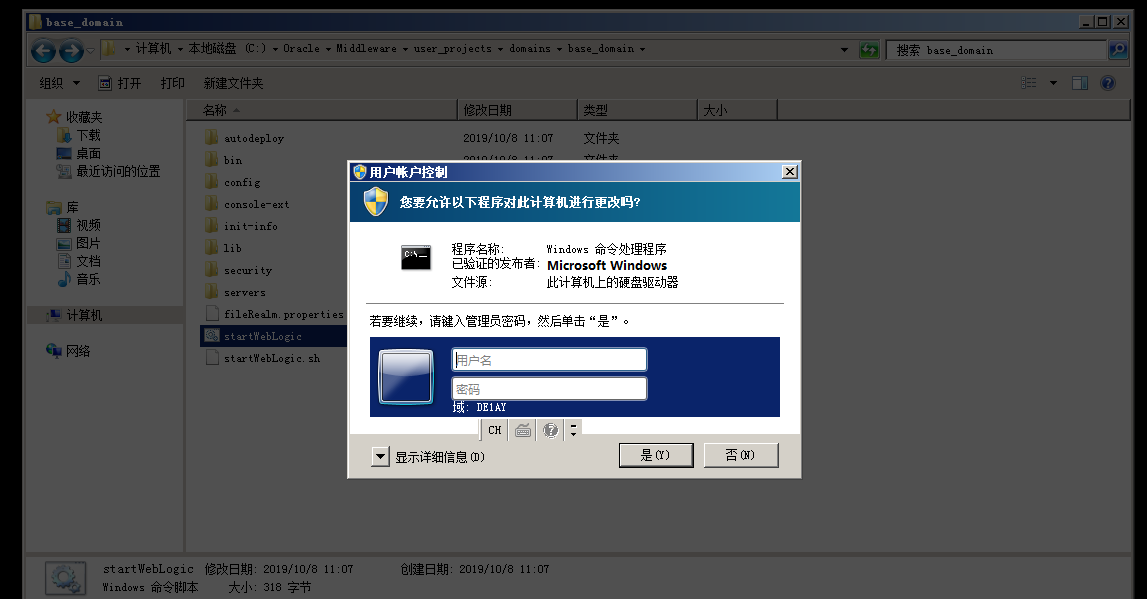 base_domain
计算机 本地磁盘 (C:) Oracle Middleware user_projects domains base_domain
搜索 base_domain
组织 打开 打印 新建文件夹
名称 修改日期 类型 大小
收藏夹
下载
桌面
最近访问的位置
库
视频
图片
文档
音乐
计算机
网络
autodeploy 2019/10/8 11:07 文件夹
bin 2019/10/8 11:07 文件夹
config
console-ext
init-info
lib
security
servers
fileRealm.properties
startWebLogic
startWebLogic.sh
用户帐户控制
您要允许以下程序对此计算机进行更改吗?
C:\_
程序名称: Windows 命令处理程序
已验证的发布者: Microsoft Windows
文件源: 此计算机上的硬盘驱动器
若要继续，请键入管理员密码，然后单击“是”。
用户名
密码
域: DE1AY
CH
显示详细信息(D)
是(Y) 否(N)
startWebLogic 修改日期: 2019/10/8 11:07 创建日期: 2019/10/8 11:07
Windows 命令脚本 大小: 318 字节